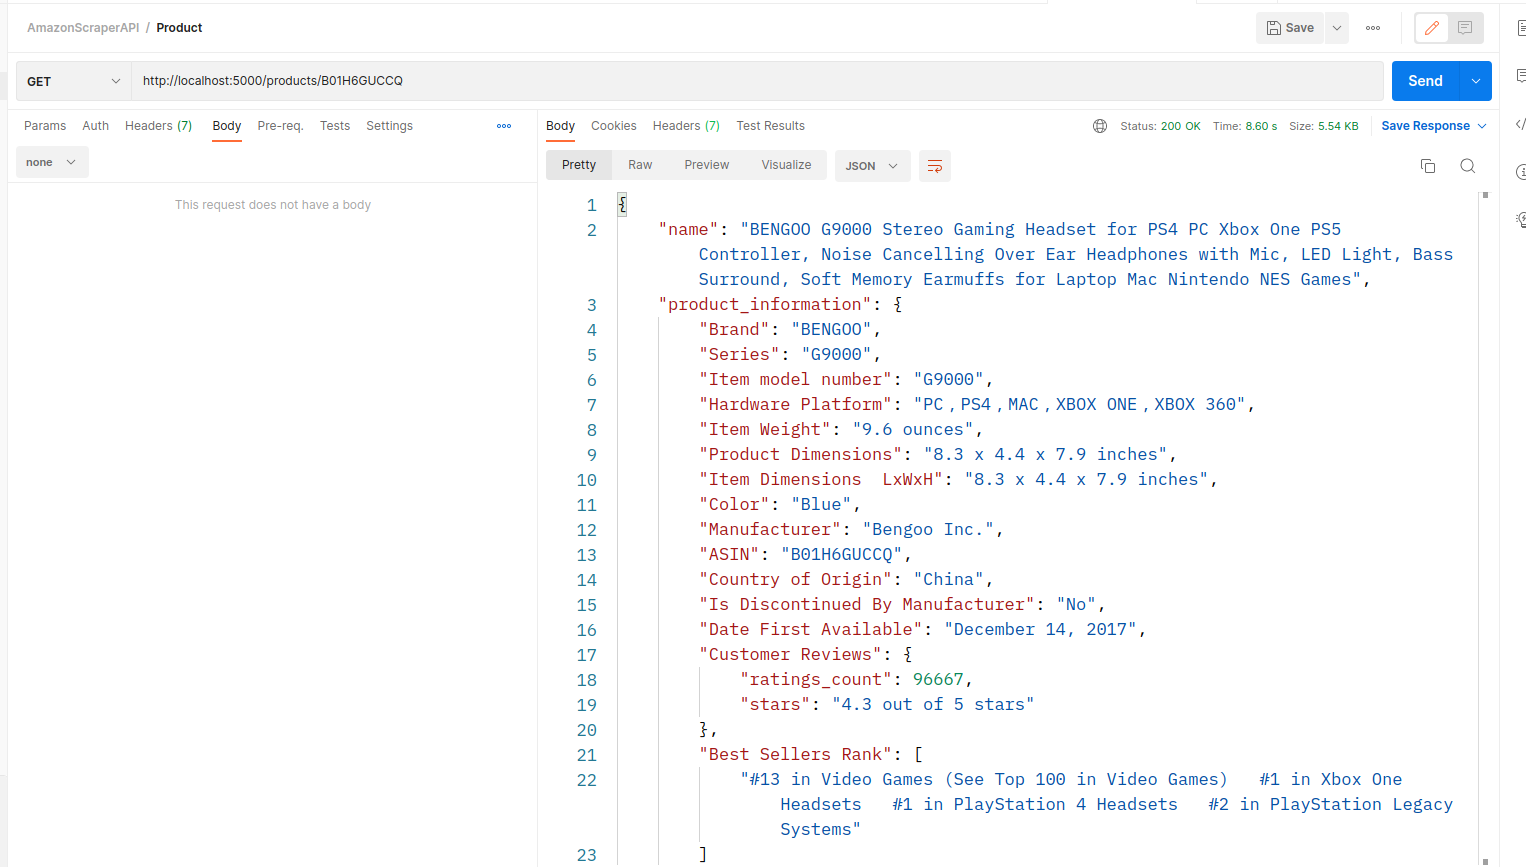 AmazonScraperAPI / Product
Save
GET
http://localhost:5000/products/B01H6GUCCQ
Send
Params Auth Headers (7) Body Pre-req. Tests Settings
none
This request does not have a body
Body Cookies Headers (7) Test Results
Status: 200 OK Time: 8.60 s Size: 5.54 KB Save Response
Pretty Raw Preview Visualize JSON
1 {
2 "name": "BENGOO G9000 Stereo Gaming Headset for PS4 PC Xbox One PS5
Controller, Noise Cancelling Over Ear Headphones with Mic, LED Light, Bass
Surround, Soft Memory Earmuffs for Laptop Mac Nintendo NES Games",
3 "product_information": {
4 "Brand": "BENGOO",
5 "Series": "G9000",
6 "Item model number": "G9000",
7 "Hardware Platform": "PC，PS4，MAC，XBOX ONE，XBOX 360",
8 "Item Weight": "9.6 ounces",
9 "Product Dimensions": "8.3 x 4.4 x 7.9 inches",
10 "Item Dimensions  LxWxH": "8.3 x 4.4 x 7.9 inches",
11 "Color": "Blue",
12 "Manufacturer": "Bengoo Inc.",
13 "ASIN": "B01H6GUCCQ",
14 "Country of Origin": "China",
15 "Is Discontinued By Manufacturer": "No",
16 "Date First Available": "December 14, 2017",
17 "Customer Reviews": {
18 "ratings_count": 96667,
19 "stars": "4.3 out of 5 stars"
20 },
21 "Best Sellers Rank": [
22 "#13 in Video Games (See Top 100 in Video Games)   #1 in Xbox One
Headsets   #1 in PlayStation 4 Headsets   #2 in PlayStation Legacy
Systems"
23 ]